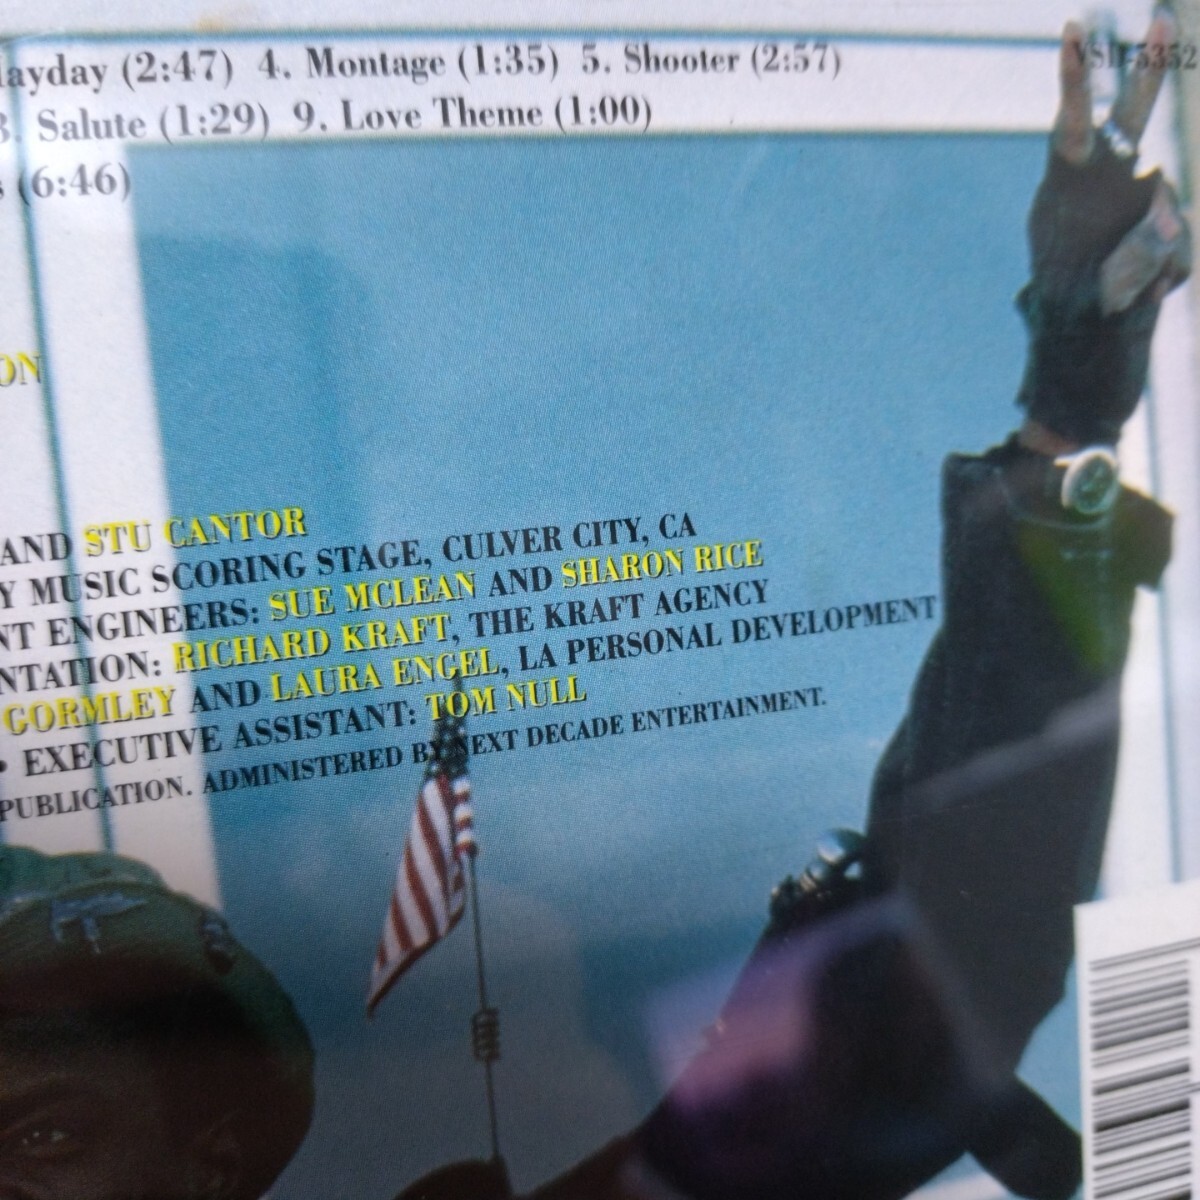 ayday (2:47) 4. Montage (1:35) 5. Shooter (2:57)
VSD-5352
8. Salute (1:29) 9. Love Theme (1:00)
s (6:46)
ON
AND STU CANTOR
Y MUSIC SCORING STAGE, CULVER CITY, CA
NT ENGINEERS: SUE MCLEAN AND SHARON RICE
NTATION: RICHARD KRAFT, THE KRAFT AGENCY
GORMLEY AND LAURA ENGEL, LA PERSONAL DEVELOPMENT
• EXECUTIVE ASSISTANT: TOM NULL
PUBLICATION. ADMINISTERED BY NEXT DECADE ENTERTAINMENT.